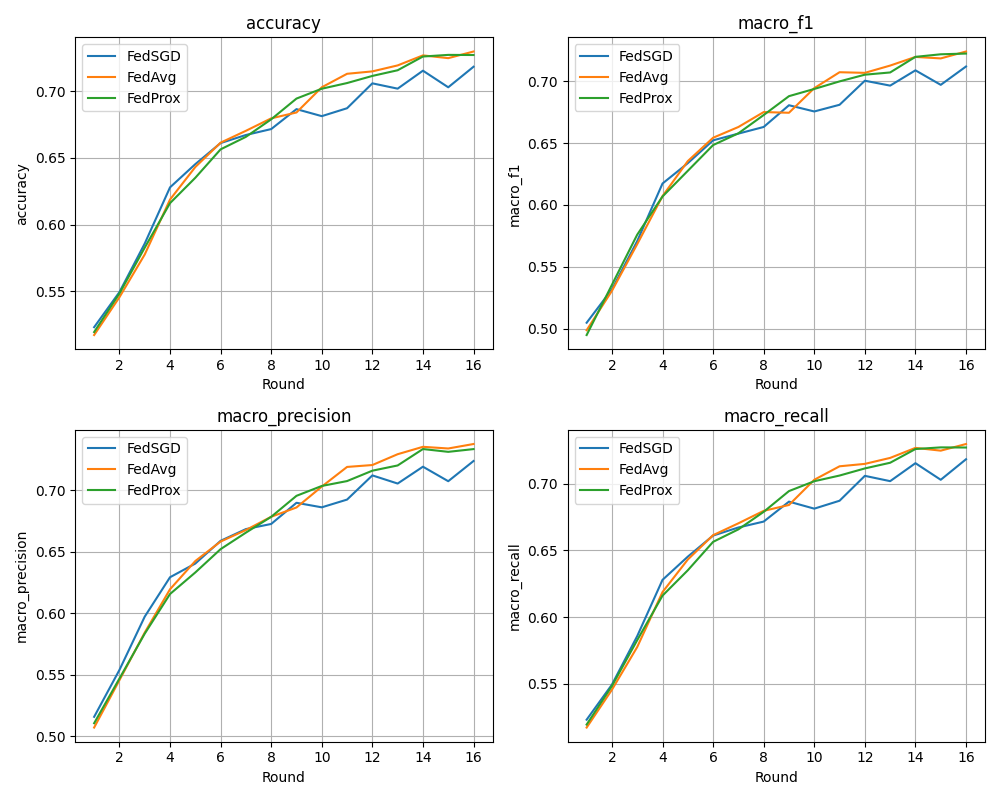 accuracy
FedSGD
FedAvg
FedProx
accuracy
0.70
0.65
0.60
0.55
2 4 6 8 10 12 14 16
Round
macro_f1
FedSGD
FedAvg
FedProx
macro_f1
0.70
0.65
0.60
0.55
0.50
2 4 6 8 10 12 14 16
Round
macro_precision
FedSGD
FedAvg
FedProx
macro_precision
0.70
0.65
0.60
0.55
0.50
2 4 6 8 10 12 14 16
Round
macro_recall
FedSGD
FedAvg
FedProx
macro_recall
0.70
0.65
0.60
0.55
2 4 6 8 10 12 14 16
Round